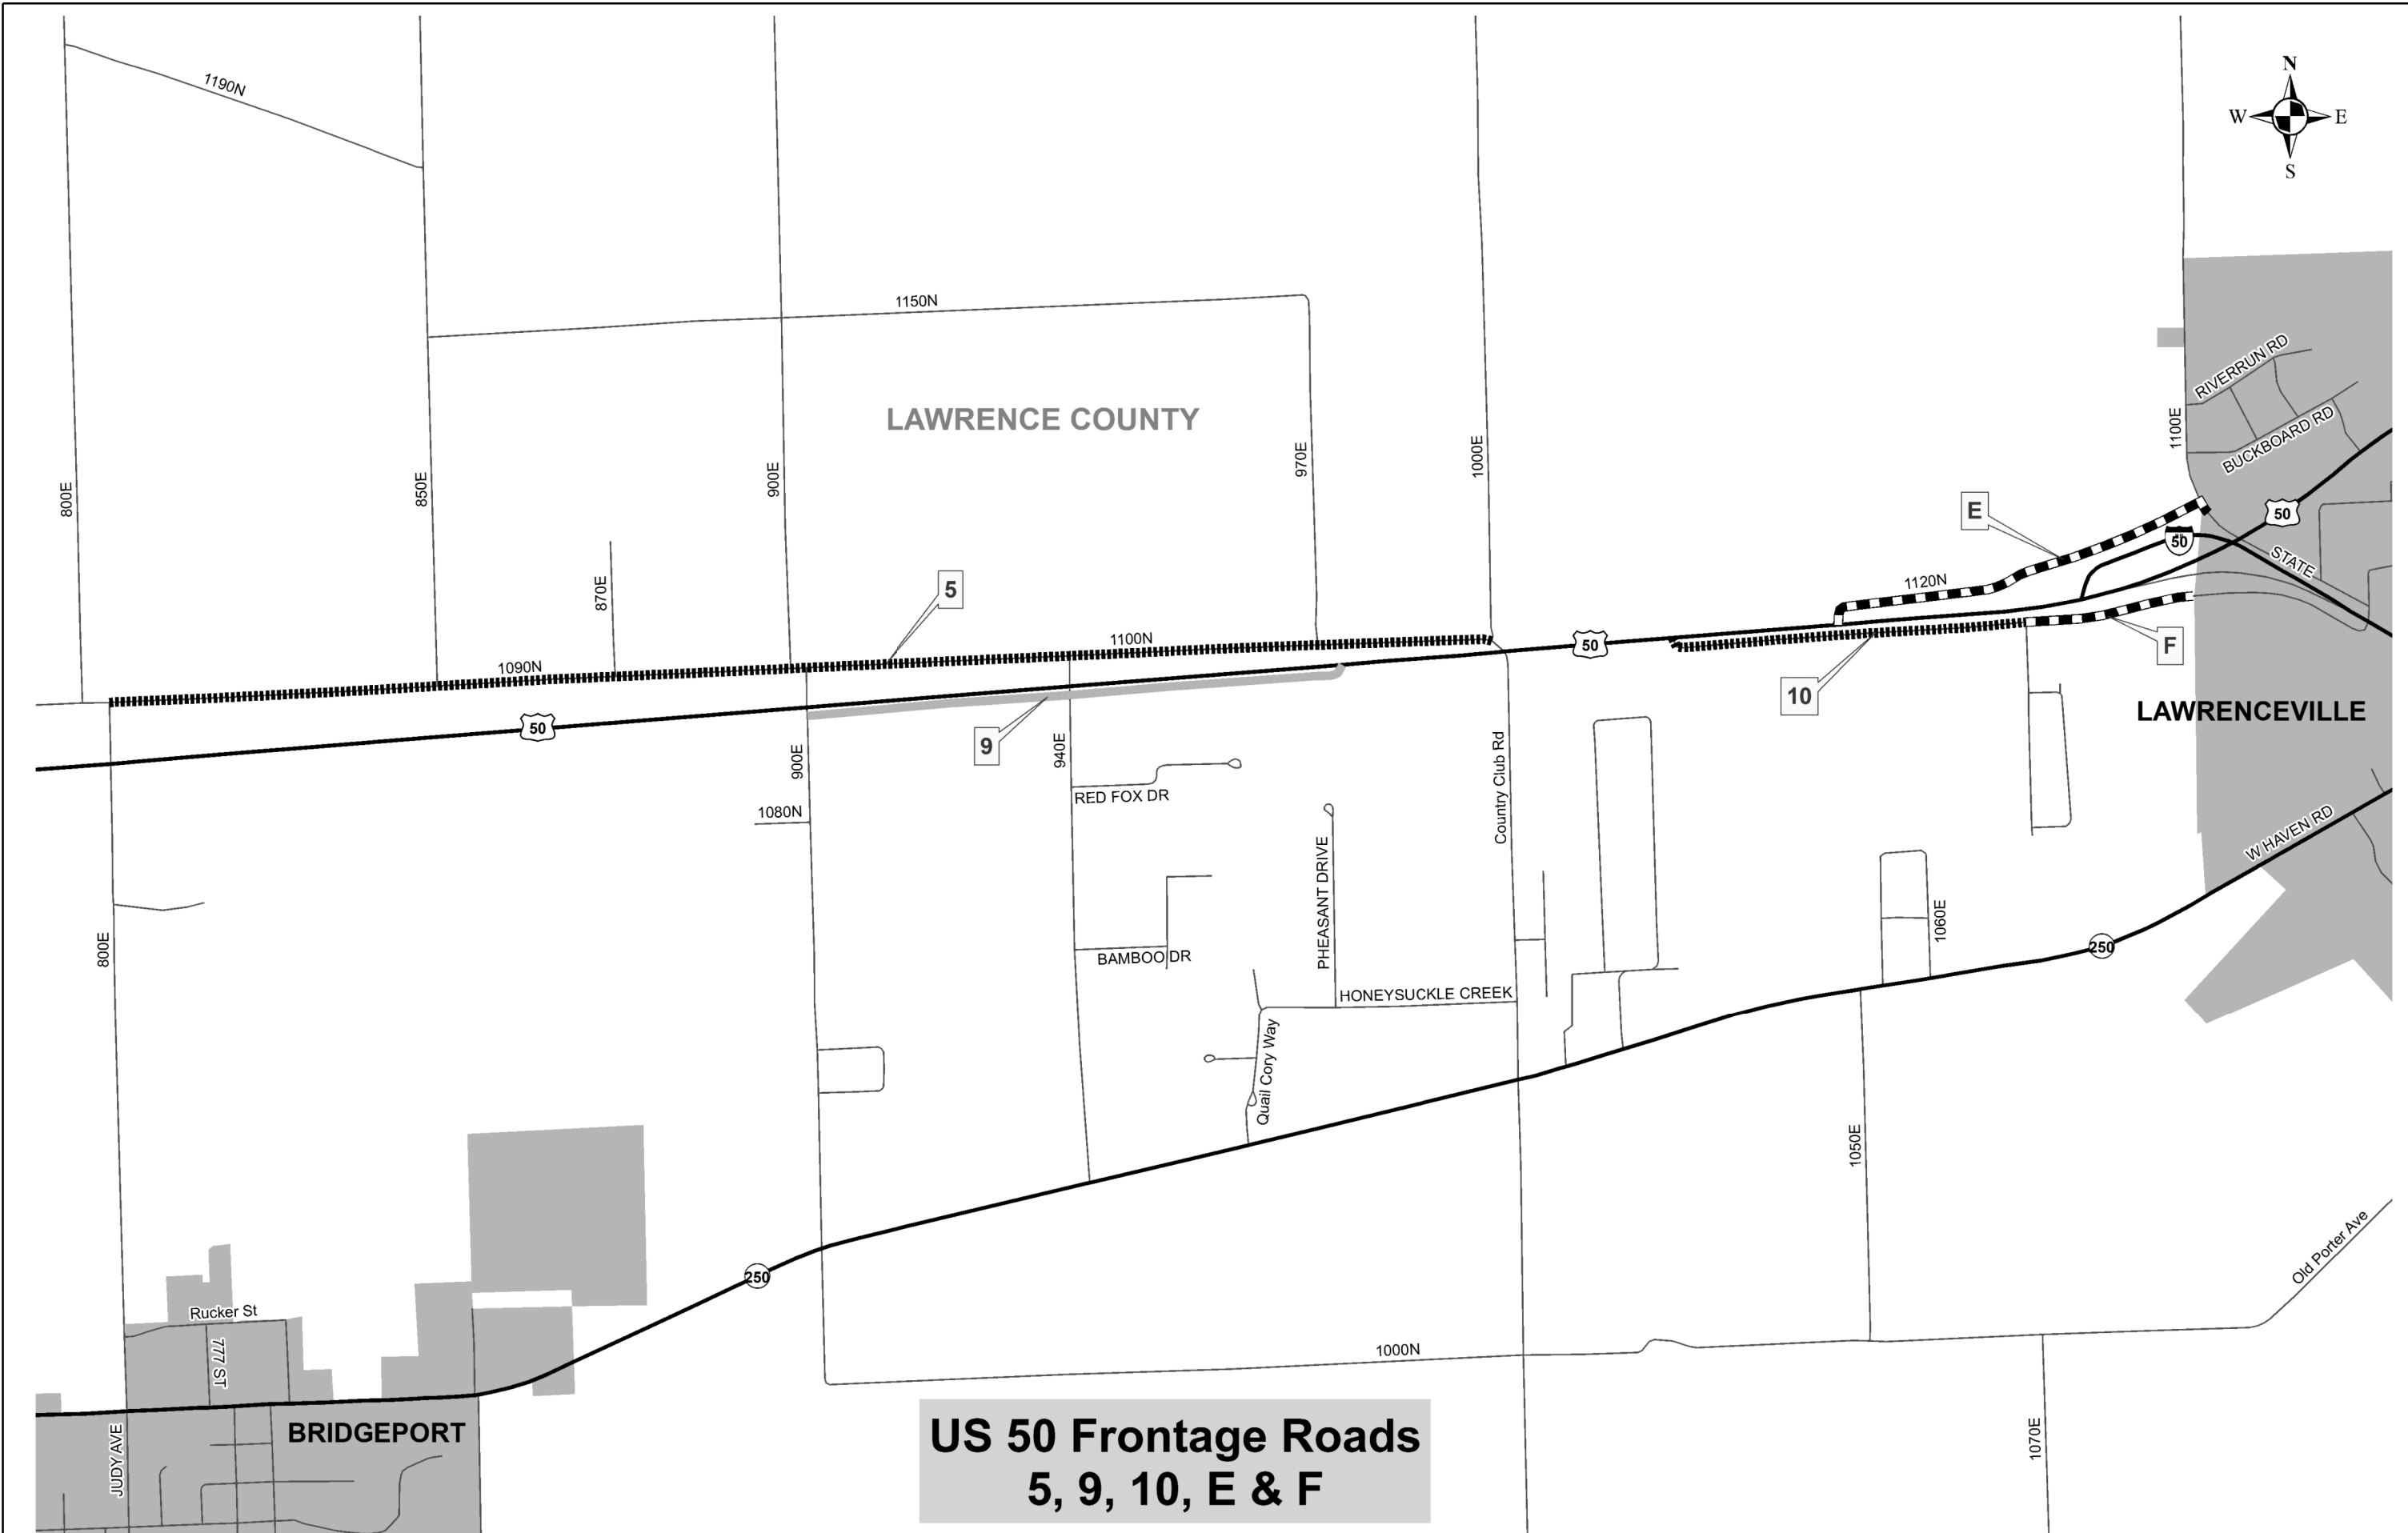 N
W
E
S
1190N
1150N
LAWRENCE COUNTY
RIVERRUN RD
BUCKBOARD RD
1100E
800E
850E
900E
970E
1000E
870E
E
50
50
STATE
1120N
5
1100N
1090N
50
50
F
10
9
LAWRENCEVILLE
900E
940E
RED FOX DR
1080N
Country Club Rd
PHEASANT DRIVE
W HAVEN RD
800E
BAMBOO DR
1060E
250
HONEYSUCKLE CREEK
Quail Cory Way
1050E
250
Old Porter Ave
Rucker St
777 ST
1000N
JUDY AVE
BRIDGEPORT
1070E
US 50 Frontage Roads
5, 9, 10, E & F